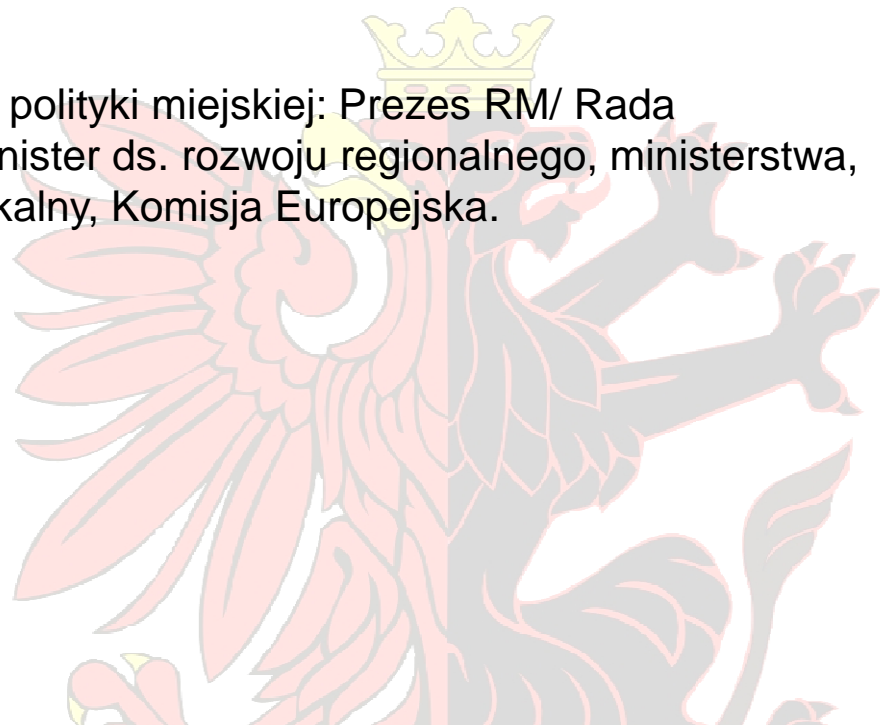 polityki miejskiej: Prezes RM/ Rada
nister ds. rozwoju regionalnego, ministerstwa,
kalny, Komisja Europejska.